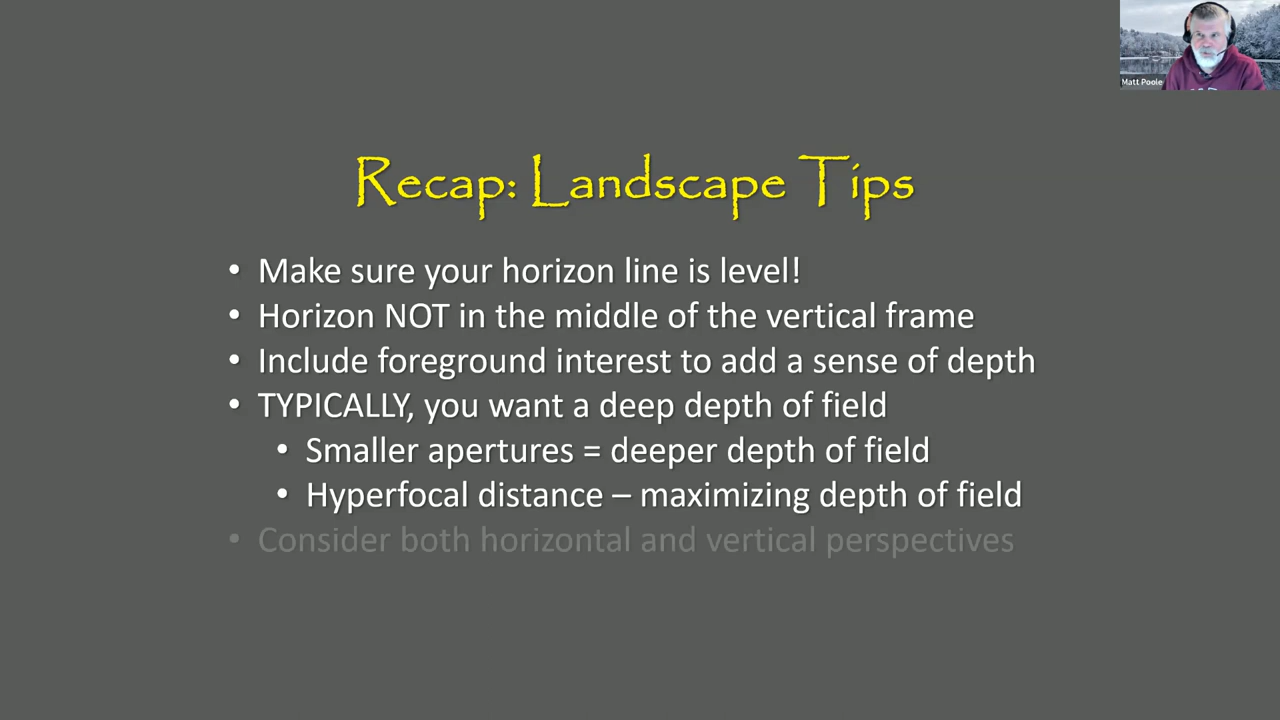 Matt Poole
Recap: Landscape Tips
• Make sure your horizon line is level!
• Horizon NOT in the middle of the vertical frame
• Include foreground interest to add a sense of depth
• TYPICALLY, you want a deep depth of field
• Smaller apertures = deeper depth of field
• Hyperfocal distance – maximizing depth of field
• Consider both horizontal and vertical perspectives